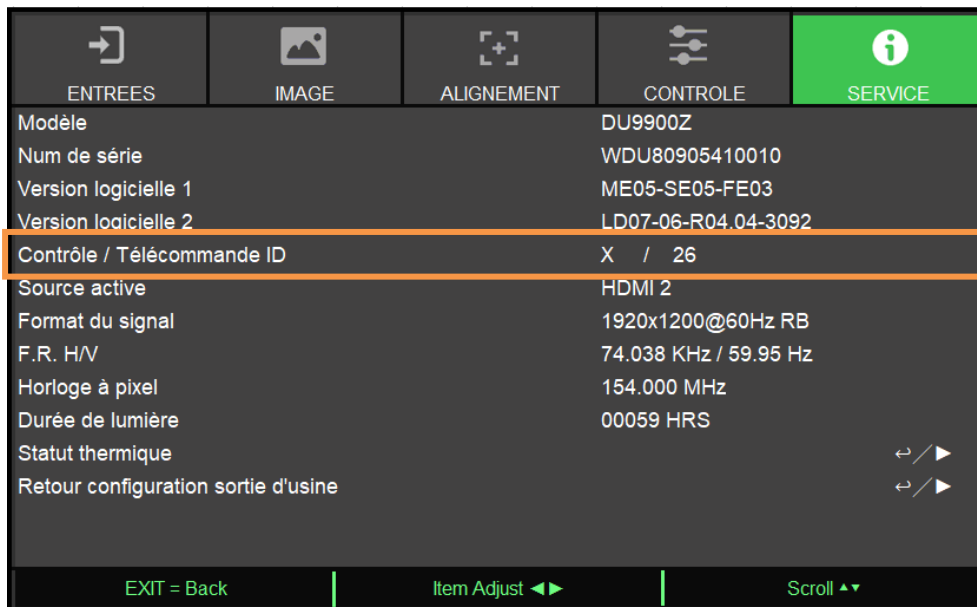 ENTREES IMAGE ALIGNEMENT CONTROLE SERVICE
Modèle DU9900Z
Num de série WDU80905410010
Version logicielle 1 ME05-SE05-FE03
Version logicielle 2 LD07-06-R04.04-3092
Contrôle / Télécommande ID X / 26
Source active HDMI 2
Format du signal 1920x1200@60Hz RB
F.R. H/V 74.038 KHz / 59.95 Hz
Horloge à pixel 154.000 MHz
Durée de lumière 00059 HRS
Statut thermique ↩/▶
Retour configuration sortie d'usine ↩/▶
EXIT = Back Item Adjust ◀▶ Scroll ▲▼